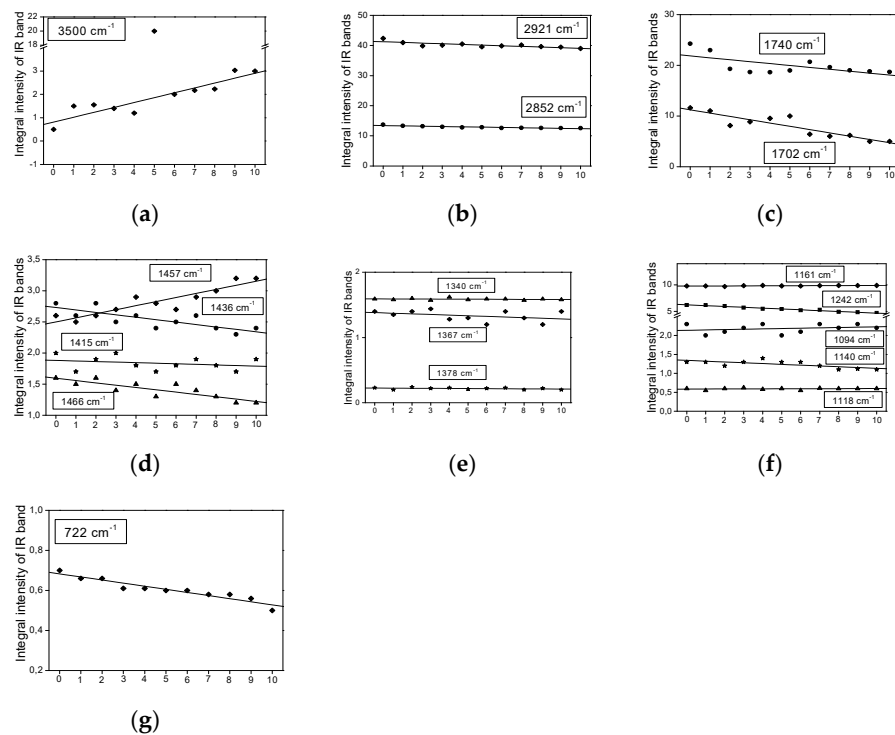 3500 cm-1
Integral intensity of IR band
22
20
18
3
2
1
0
-1
0 1 2 3 4 5 6 7 8 9 10
(a)
2921 cm-1
2852 cm-1
Integral intensity of IR bands
50
40
30
20
10
0
0 1 2 3 4 5 6 7 8 9 10
(b)
1740 cm-1
1702 cm-1
Integral intensity of IR band
30
20
10
0
0 1 2 3 4 5 6 7 8 9 10
(c)
1457 cm-1
1436 cm-1
1415 cm-1
1466 cm-1
Integral intensity of IR bands
3,5
3,0
2,5
2,0
1,5
1,0
0 1 2 3 4 5 6 7 8 9 10
(d)
1340 cm-1
1367 cm-1
1378 cm-1
Integral intensity of IR bands
2
1
0
0 1 2 3 4 5 6 7 8 9 10
(e)
1161 cm-1
1242 cm-1
1094 cm-1
1140 cm-1
1118 cm-1
Integral intensity of IR bands
10
5
2,0
1,5
1,0
0,5
0,0
0 1 2 3 4 5 6 7 8 9 10
(f)
722 cm-1
Integral intensity of IR band
1,0
0,8
0,6
0,4
0,2
0 1 2 3 4 5 6 7 8 9 10
(g)